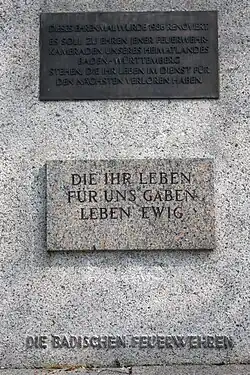 DIESES EHRENMAL WURDE 1986 RENOVIERT.
ES SOLL ZU EHREN JENER FEUERWEHR-
KAMERADEN UNSERES HEIMATLANDES
BADEN-WÜRTTEMBERG
STEHEN, DIE IHR LEBEN IM DIENST FÜR
DEN NÄCHSTEN VERLOREN HABEN.
DIE IHR LEBEN
FÜR UNS GABEN
LEBEN EWIG
DIE BADISCHEN FEUERWEHREN